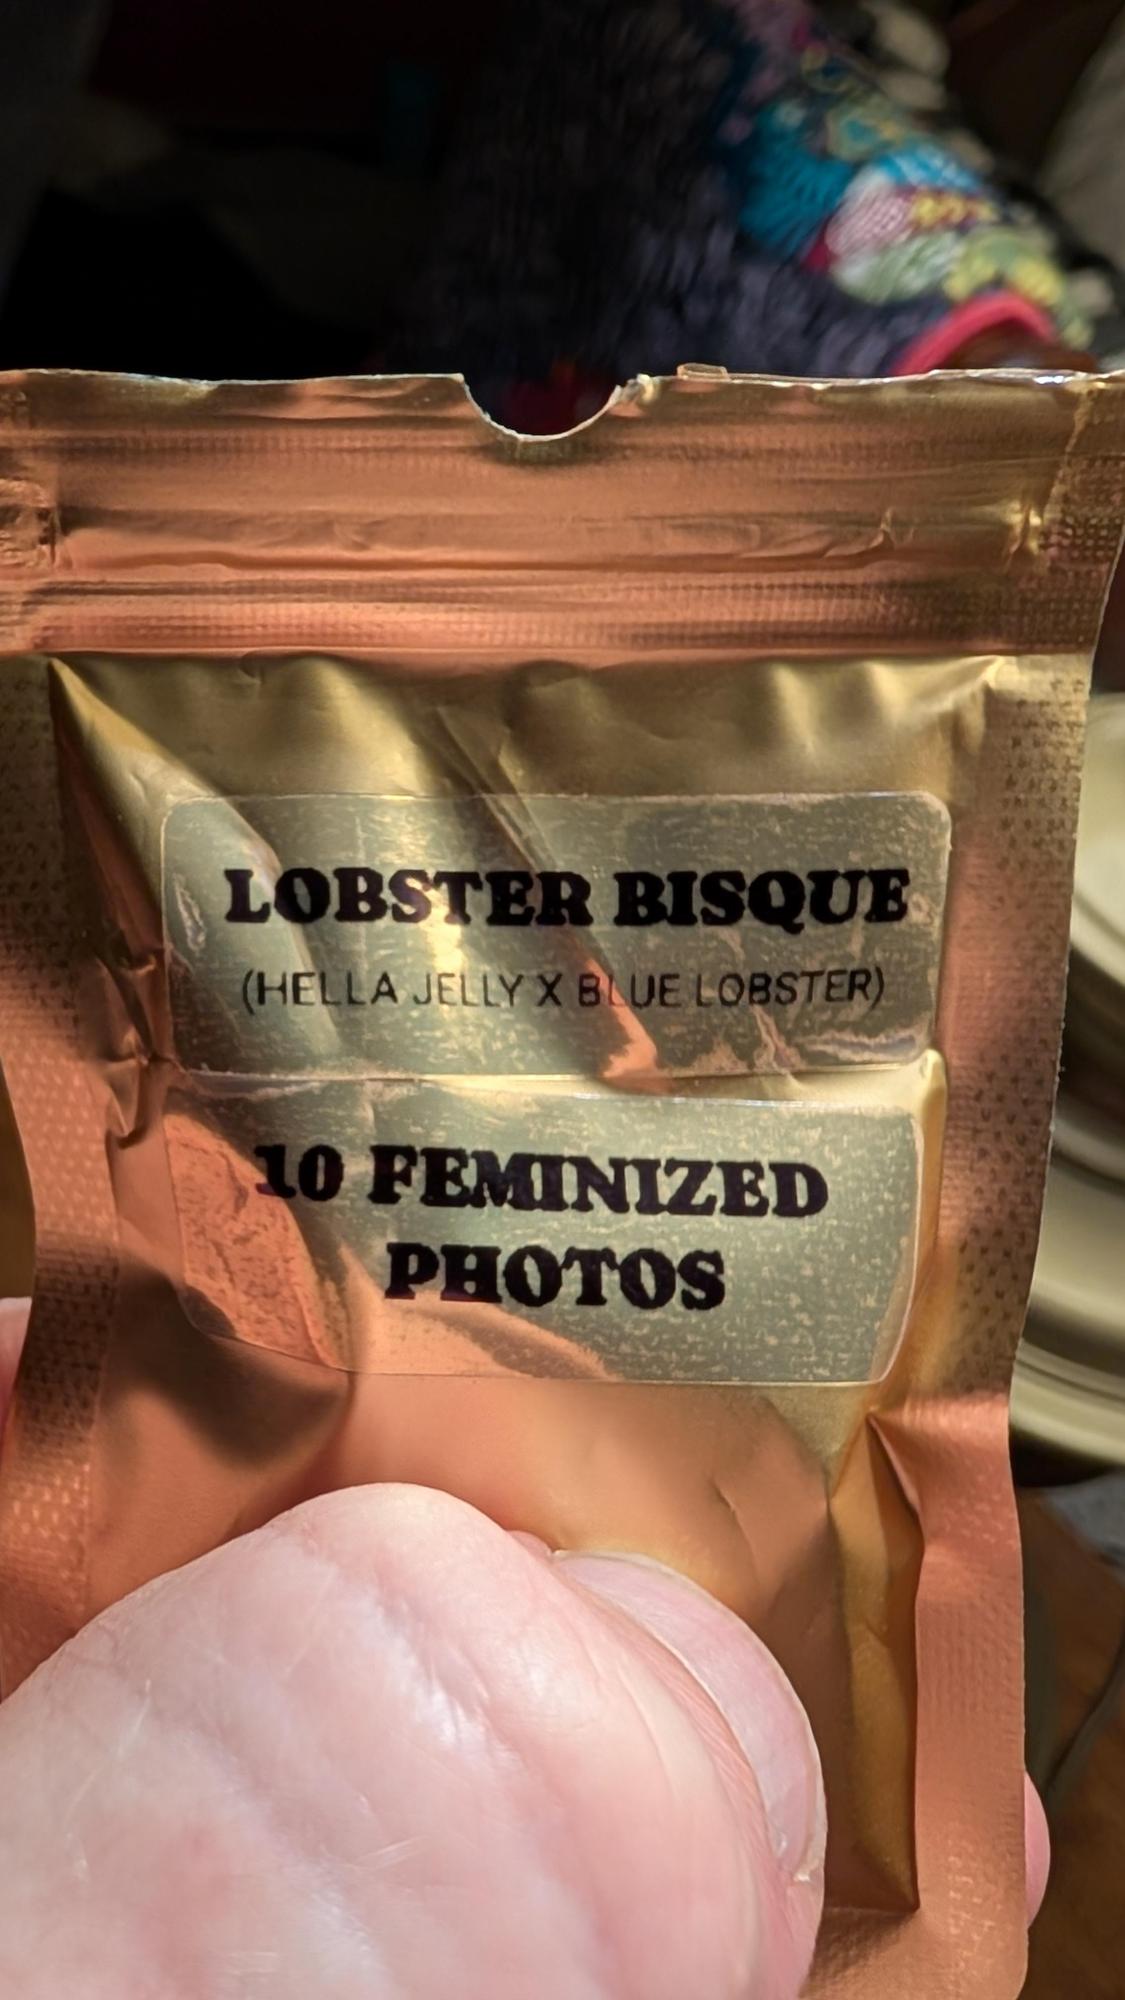 LOBSTER BISQUE
(HELLA JELLY X BLUE LOBSTER)
10 FEMINIZED
PHOTOS